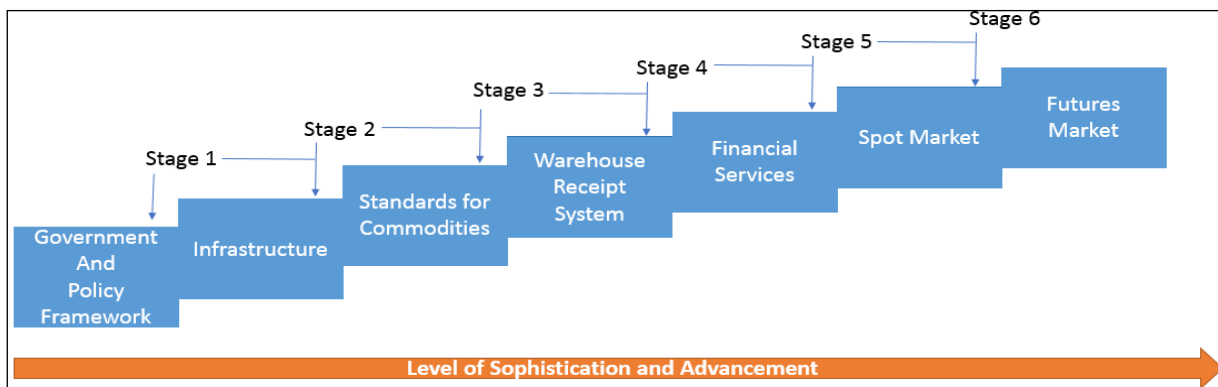 Stage 1
Stage 2
Stage 3
Stage 4
Stage 5
Stage 6
Government
And
Policy
Framework
Infrastructure
Standards for
Commodities
Warehouse
Receipt
System
Financial
Services
Spot Market
Futures
Market
Level of Sophistication and Advancement